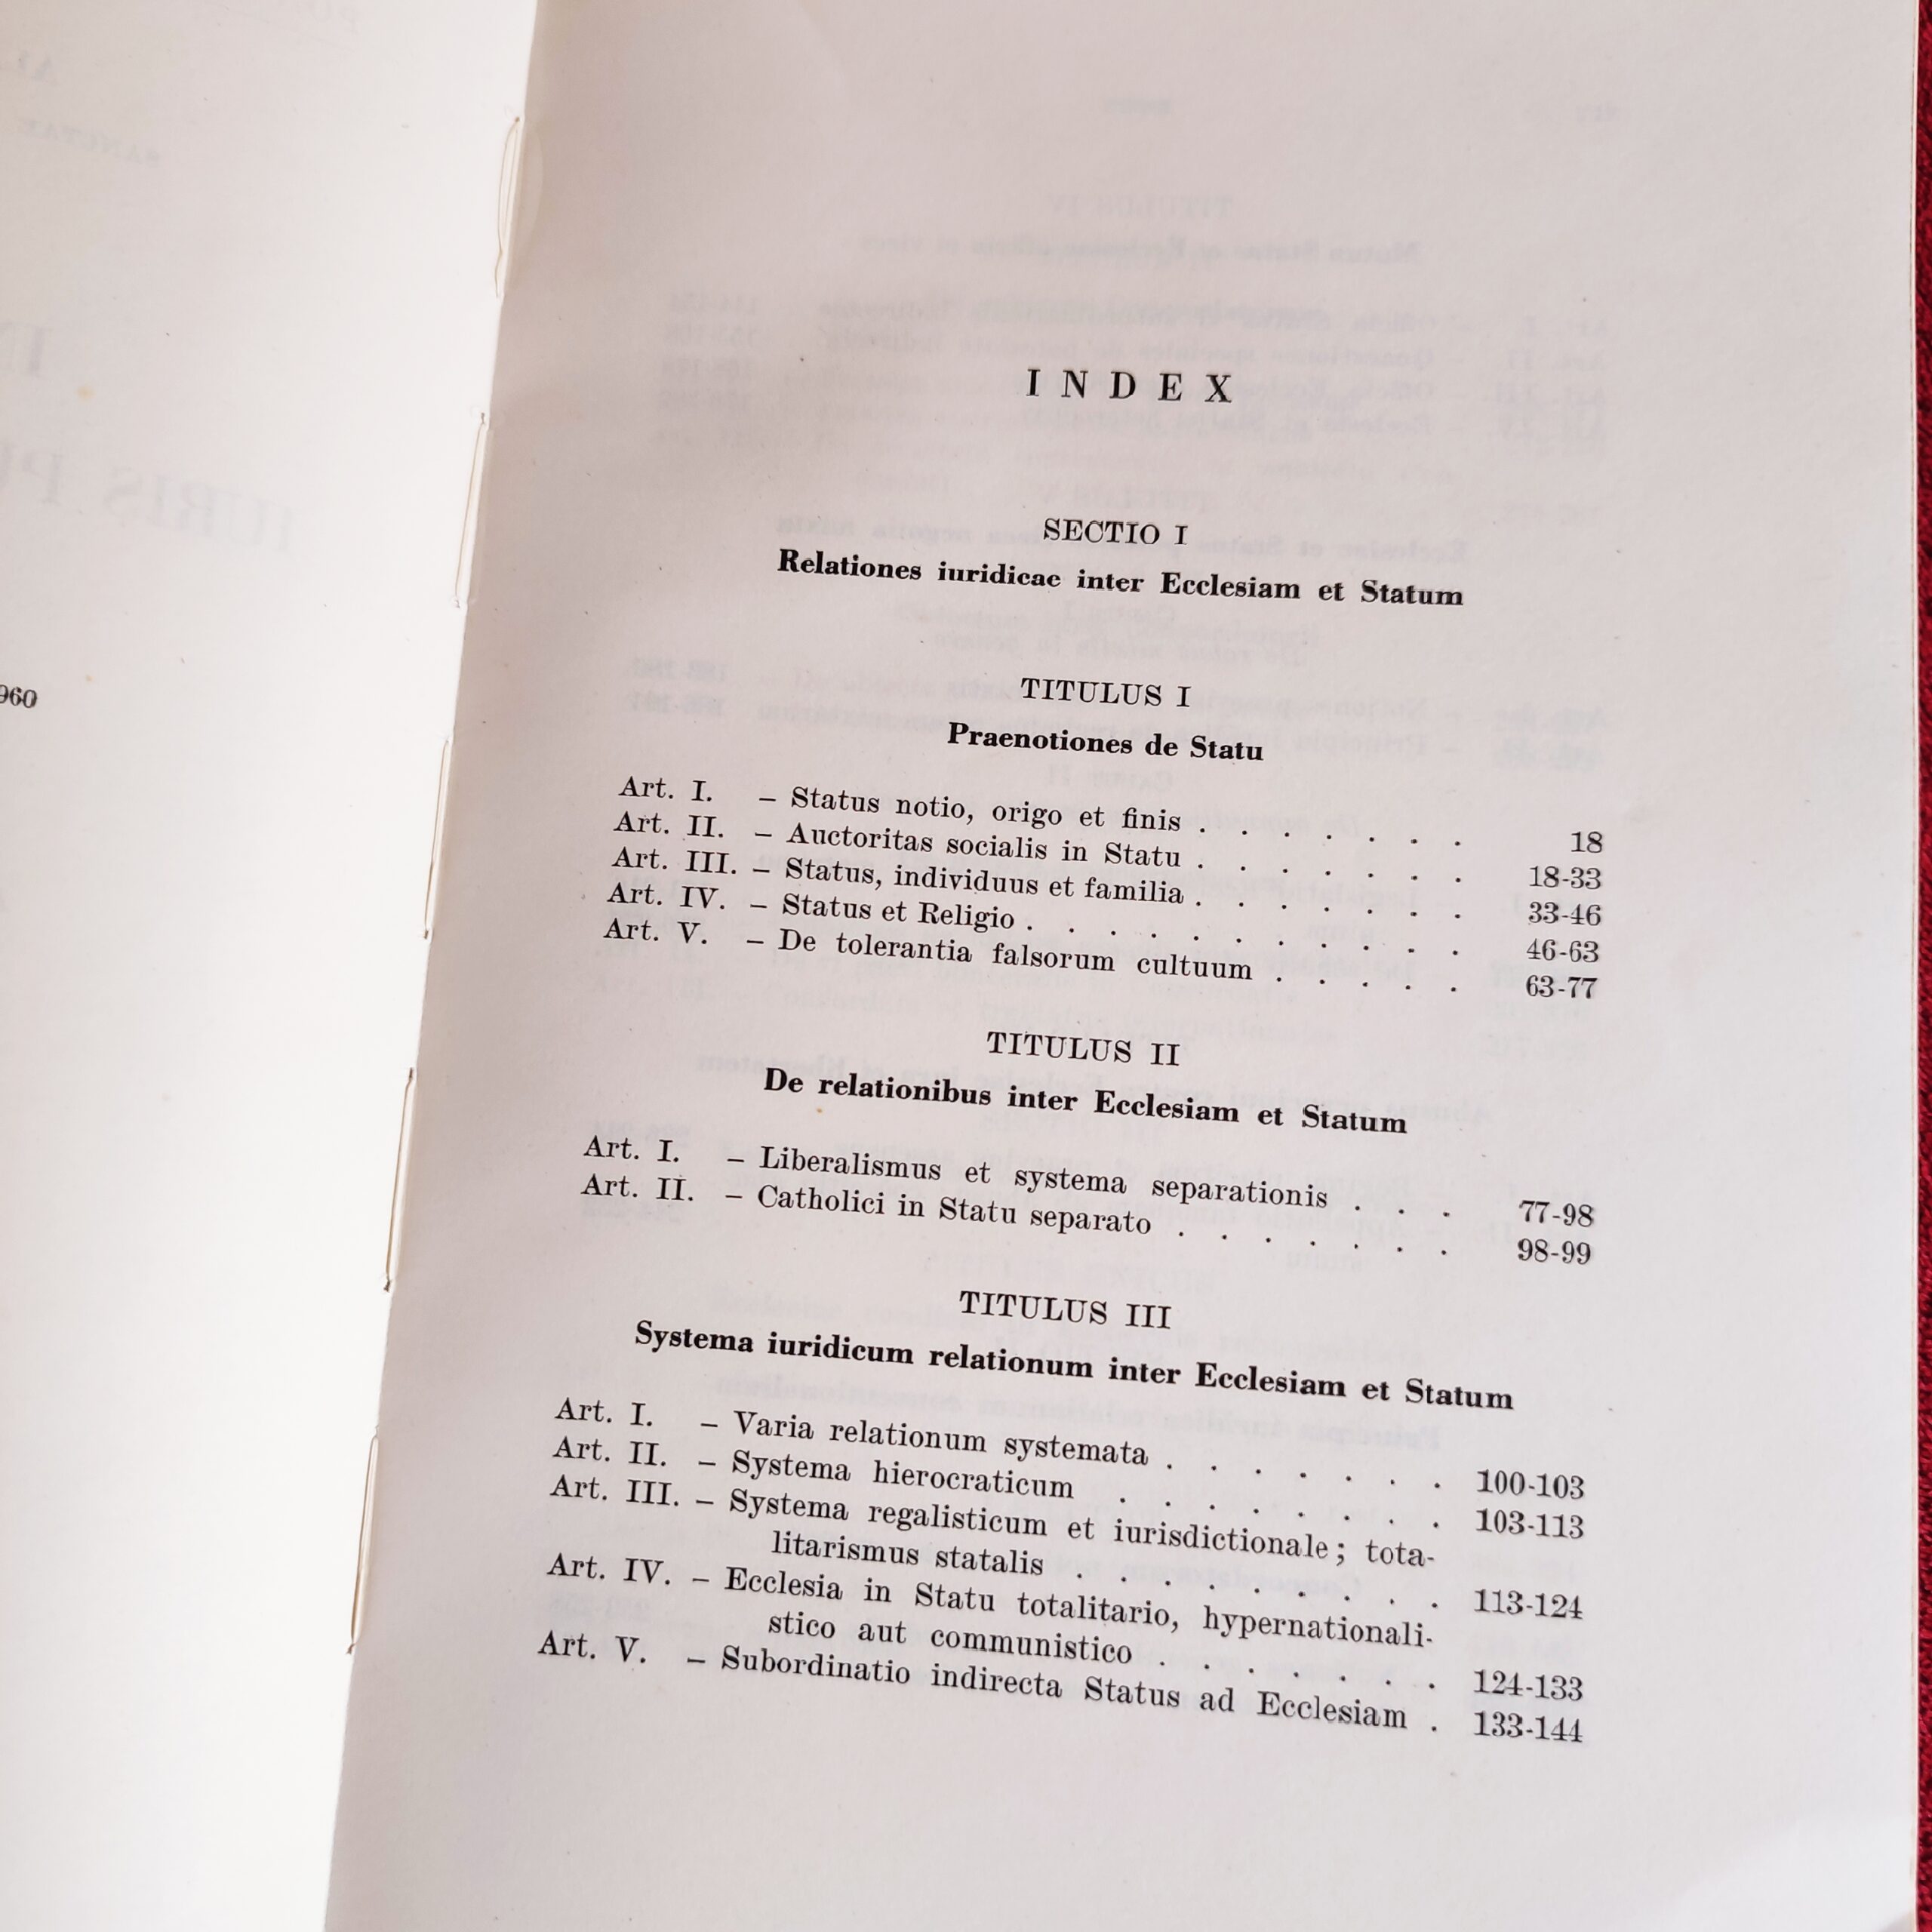 960
INDEX
SECTIO I
Relationes iuridicae inter Ecclesiam et Statum
TITULUS I
Praenotiones de Statu
Art. I. – Status notio, origo et finis . . . . . . . 18
Art. II. – Auctoritas socialis in Statu . . . . . . . 18-33
Art. III. – Status, individuus et familia . . . . . . . 33-46
Art. IV. – Status et Religio . . . . . . . . . . . 46-63
Art. V. – De tolerantia falsorum cultuum . . . . . 63-77
TITULUS II
De relationibus inter Ecclesiam et Statum
Art. I. – Liberalismus et systema separationis . . . 77-98
Art. II. – Catholici in Statu separato . . . . . . . 98-99
TITULUS III
Systema iuridicum relationum inter Ecclesiam et Statum
Art. I. – Varia relationum systemata . . . . . . . 100-103
Art. II. – Systema hierocraticum . . . . . . . . 103-113
Art. III. – Systema regalisticum et iurisdictionale; tota-
litarismus statalis . . . . . . . . . 113-124
Art. IV. – Ecclesia in Statu totalitario, hypernationali-
stico aut communistico . . . . . . . 124-133
Art. V. – Subordinatio indirecta Status ad Ecclesiam . 133-144